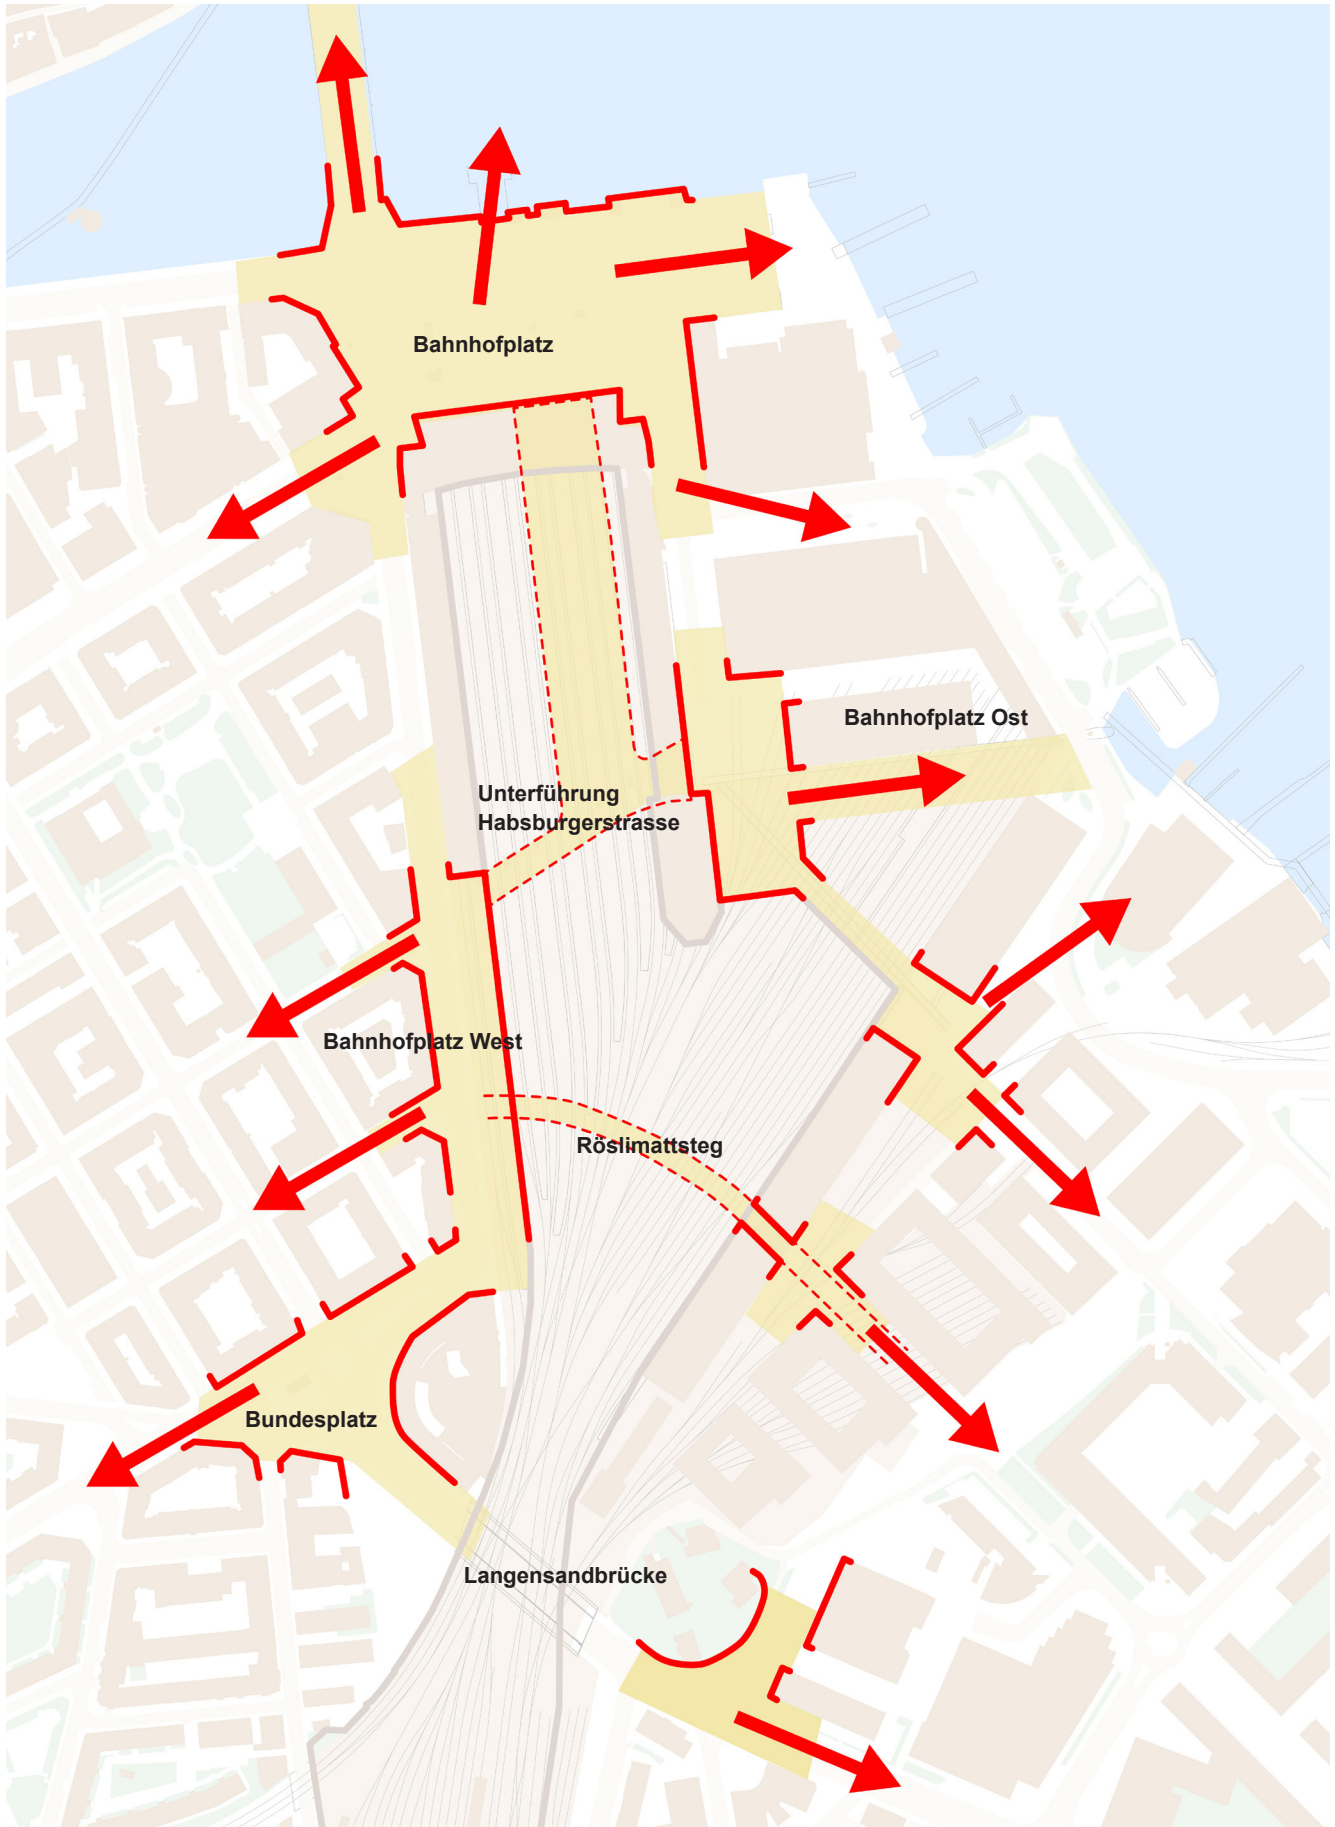 Bahnhofplatz
Bahnhofplatz Ost
Unterführung
Habsburgerstrasse
Bahnhofplatz West
Röslimattsteg
Bundesplatz
Langensandbrücke